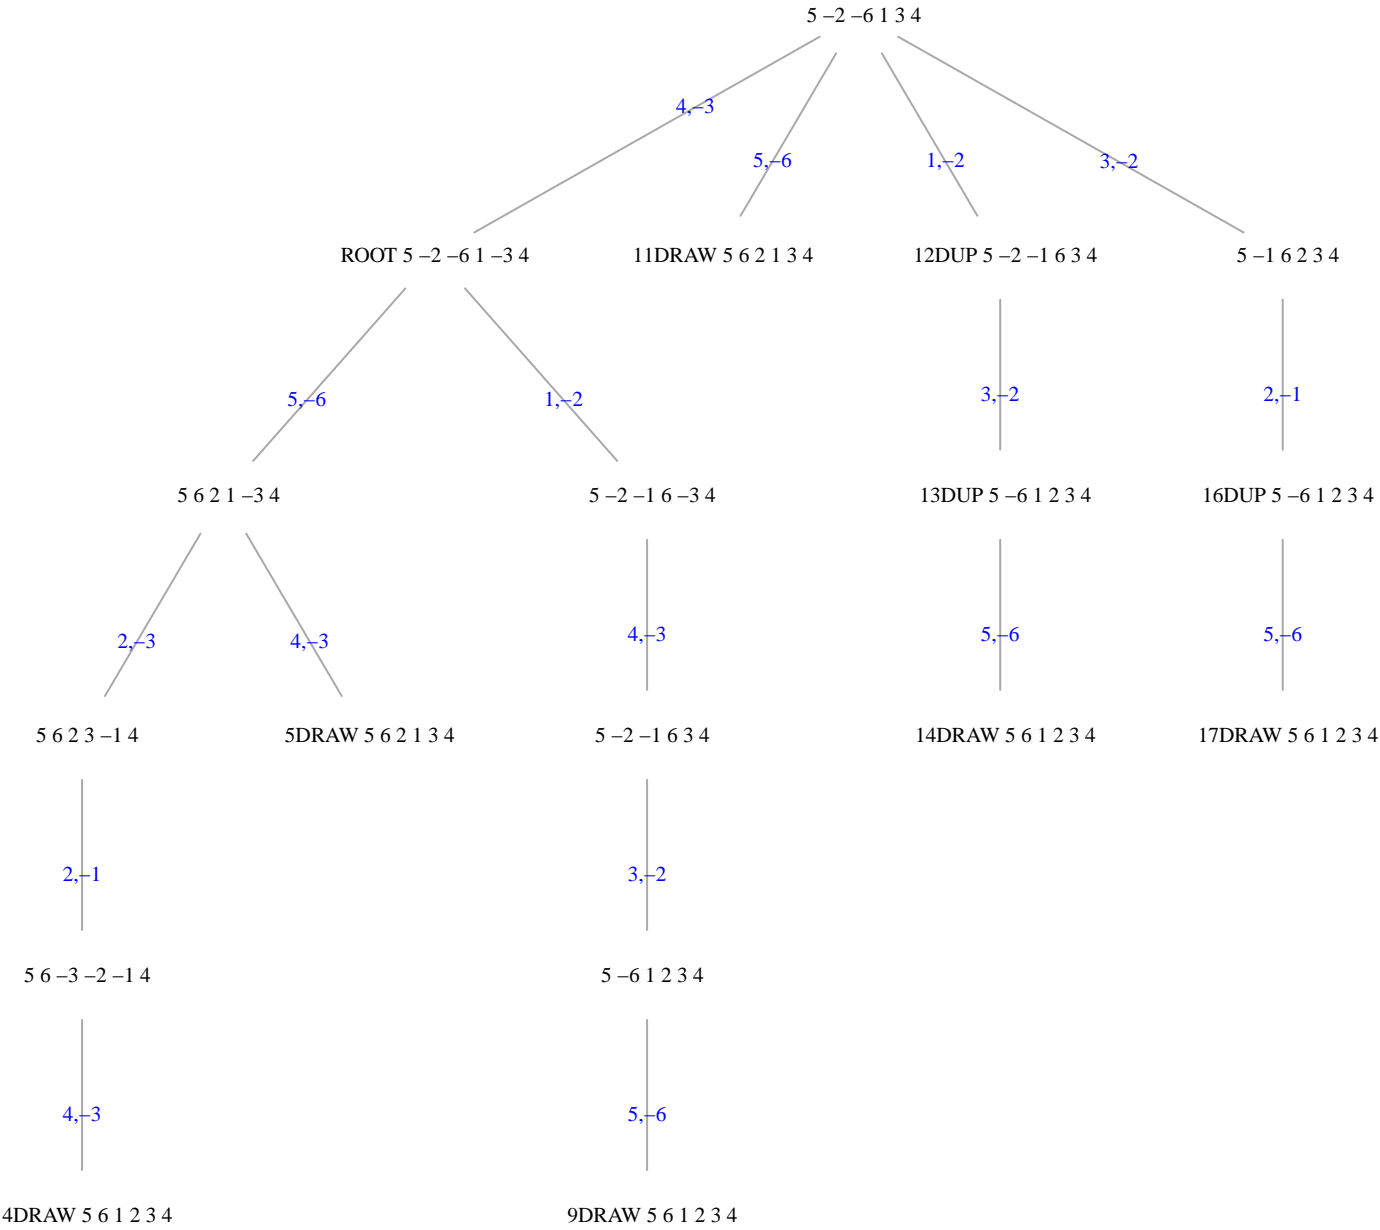 5 –2 –6 1 3 4
4,–3
5,–6
1,–2
3,–2
ROOT 5 –2 –6 1 –3 4
11DRAW 5 6 2 1 3 4
12DUP 5 –2 –1 6 3 4
5 –1 6 2 3 4
5,–6
1,–2
3,–2
2,–1
5 6 2 1 –3 4
5 –2 –1 6 –3 4
13DUP 5 –6 1 2 3 4
16DUP 5 –6 1 2 3 4
2,–3
4,–3
4,–3
5,–6
5,–6
5 6 2 3 –1 4
5DRAW 5 6 2 1 3 4
5 –2 –1 6 3 4
14DRAW 5 6 1 2 3 4
17DRAW 5 6 1 2 3 4
2,–1
3,–2
5 6 –3 –2 –1 4
5 –6 1 2 3 4
4,–3
5,–6
4DRAW 5 6 1 2 3 4
9DRAW 5 6 1 2 3 4